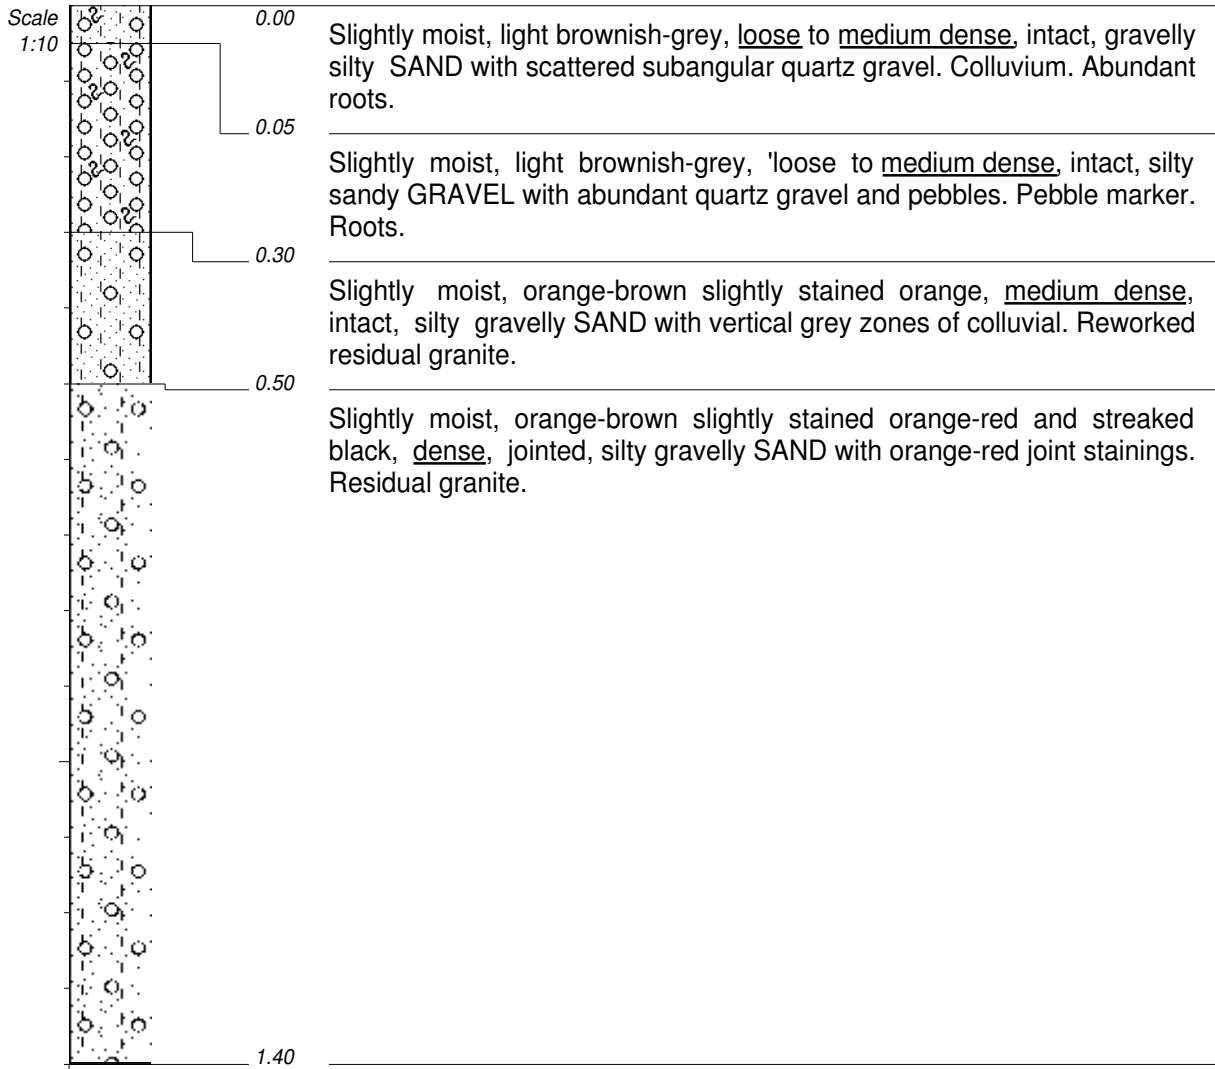 Scale
1:10
0.00
Slightly moist, light brownish-grey, loose to medium dense, intact, gravelly
silty SAND with scattered subangular quartz gravel. Colluvium. Abundant
roots.
0.05
Slightly moist, light brownish-grey, 'loose to medium dense, intact, silty
sandy GRAVEL with abundant quartz gravel and pebbles. Pebble marker.
Roots.
0.30
Slightly moist, orange-brown slightly stained orange, medium dense,
intact, silty gravelly SAND with vertical grey zones of colluvial. Reworked
residual granite.
0.50
Slightly moist, orange-brown slightly stained orange-red and streaked
black, dense, jointed, silty gravelly SAND with orange-red joint stainings.
Residual granite.
1.40